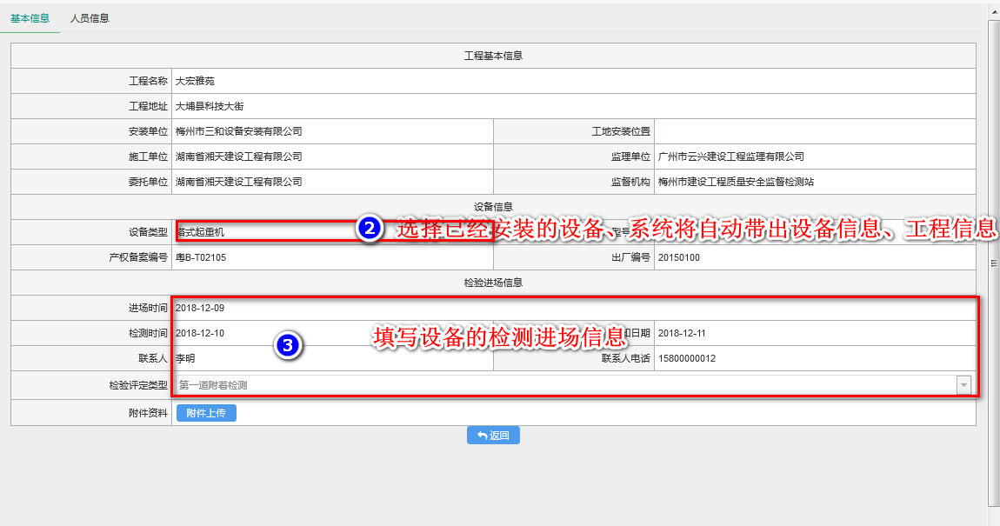 基本信息 人员信息
工程基本信息
工程名称 大宏雅苑
工程地址 大埔县科技大街
安装单位 梅州市三和设备安装有限公司 工地安装位置
施工单位 湖南省湘天建设工程有限公司 监理单位 广州市云兴建设工程监理有限公司
委托单位 湖南省湘天建设工程有限公司 监督机构 梅州市建设工程质量安全监督检测站
设备信息
设备类型 塔式起重机 2 选择已经安装的设备、系统将自动带出设备信息、工程信息
产权备案编号 粤B-T02105 出厂编号 20150100
检验进场信息
进场时间 2018-12-09
检测时间 2018-12-10 3 填写设备的检测进场信息 日期 2018-12-11
联系人 李明 联系人电话 15800000012
检验评定类型 第一道附着检测
附件资料 附件上传
返回